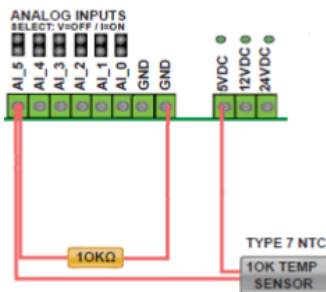 ANALOG INPUTS
SELECT: V=OFF / I=ON
AI_5
AI_4
AI_3
AI_2
AI_1
AI_0
GND
GND
5VDC
12VDC
24VDC
10KΩ
TYPE 7 NTC
10K TEMP
SENSOR